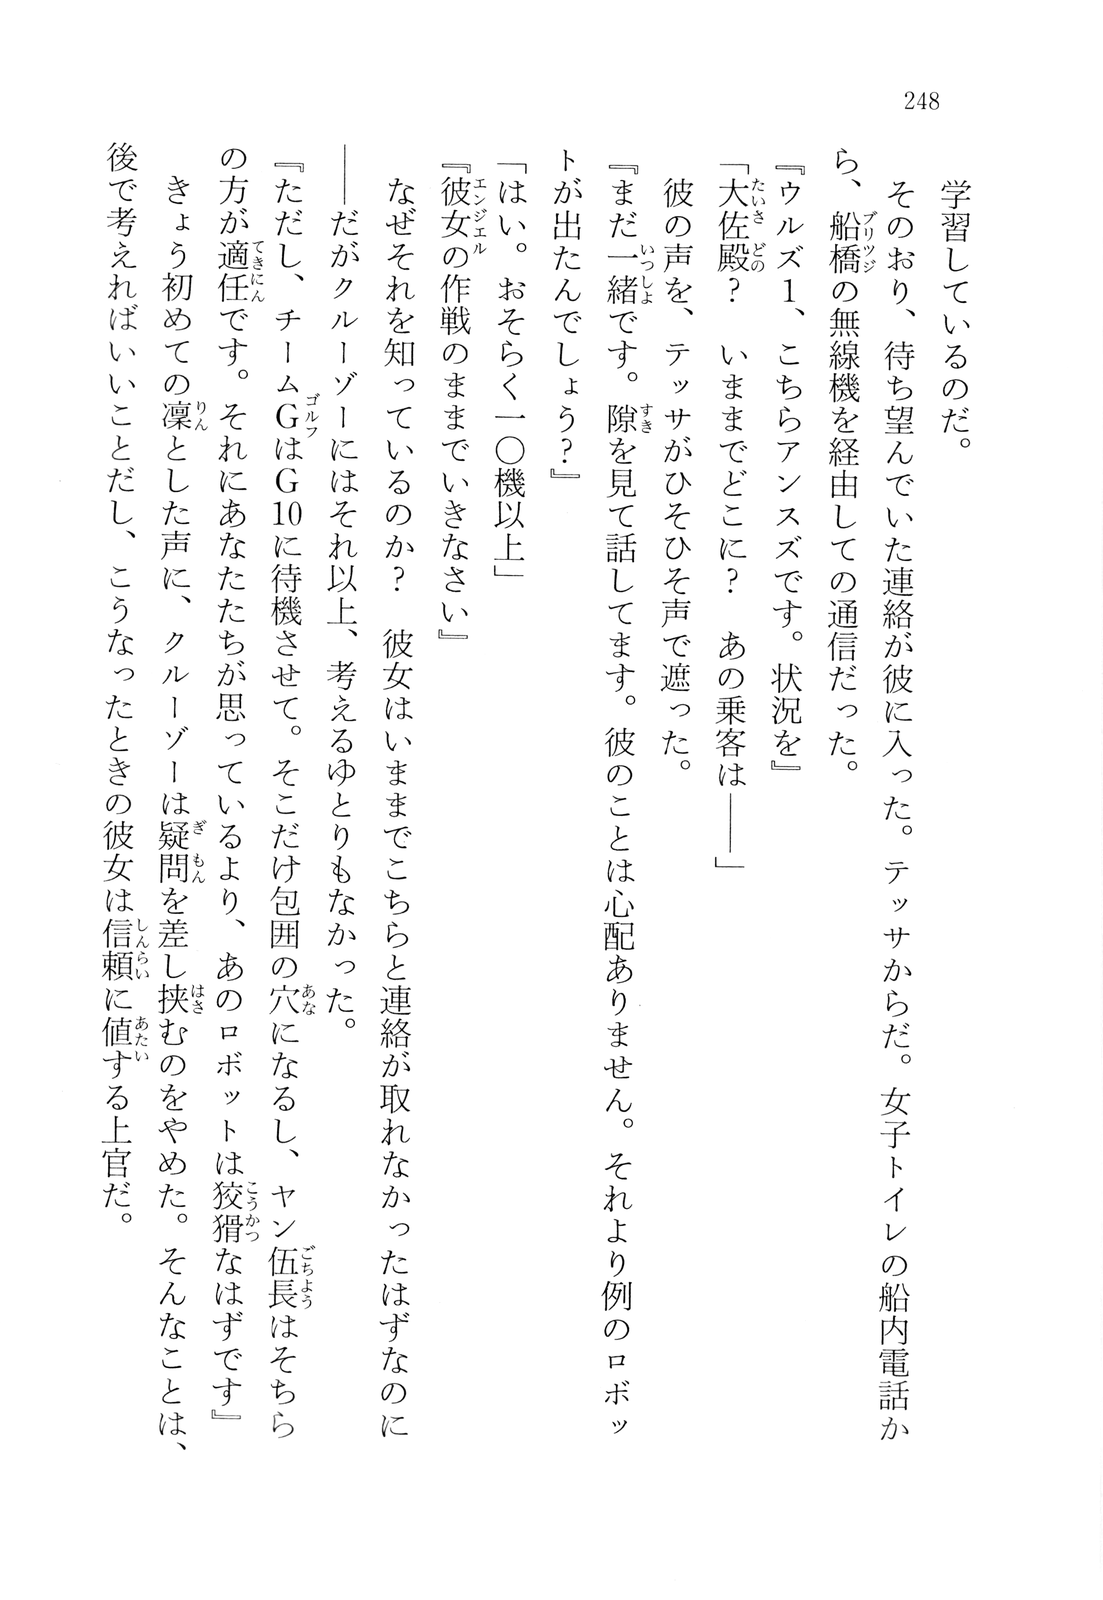 248
学習しているのだ。
そのおり、待ち望んでいた連絡が彼に入った。テッサからだ。女子トイレの船内電話か
ら、船橋の無線機を経由しての通信だった。
『ウルズ1、こちらアンスズです。状況を』
「大佐殿？　いままでどこに？　あの乗客は――」
彼の声を、テッサがひそひそ声で遮った。
『まだ一緒です。隙を見て話してます。彼のことは心配ありません。それより例のロボッ
トが出たんでしょう？』
「はい。おそらく一〇機以上」
『彼女の作戦のままでいきなさい』
なぜそれを知っているのか？　彼女はいままでこちらと連絡が取れなかったはずなのに
――だがクルーゾーにはそれ以上、考えるゆとりもなかった。
『ただし、チームGはG10に待機させて。そこだけ包囲の穴になるし、ヤン伍長はそちら
の方が適任です。それにあなたたちが思っているより、あのロボットは狡猾なはずです』
きょう初めての凜とした声に、クルーゾーは疑問を差し挟むのをやめた。そんなことは、
後で考えればいいことだし、こうなったときの彼女は信頼に値する上官だ。